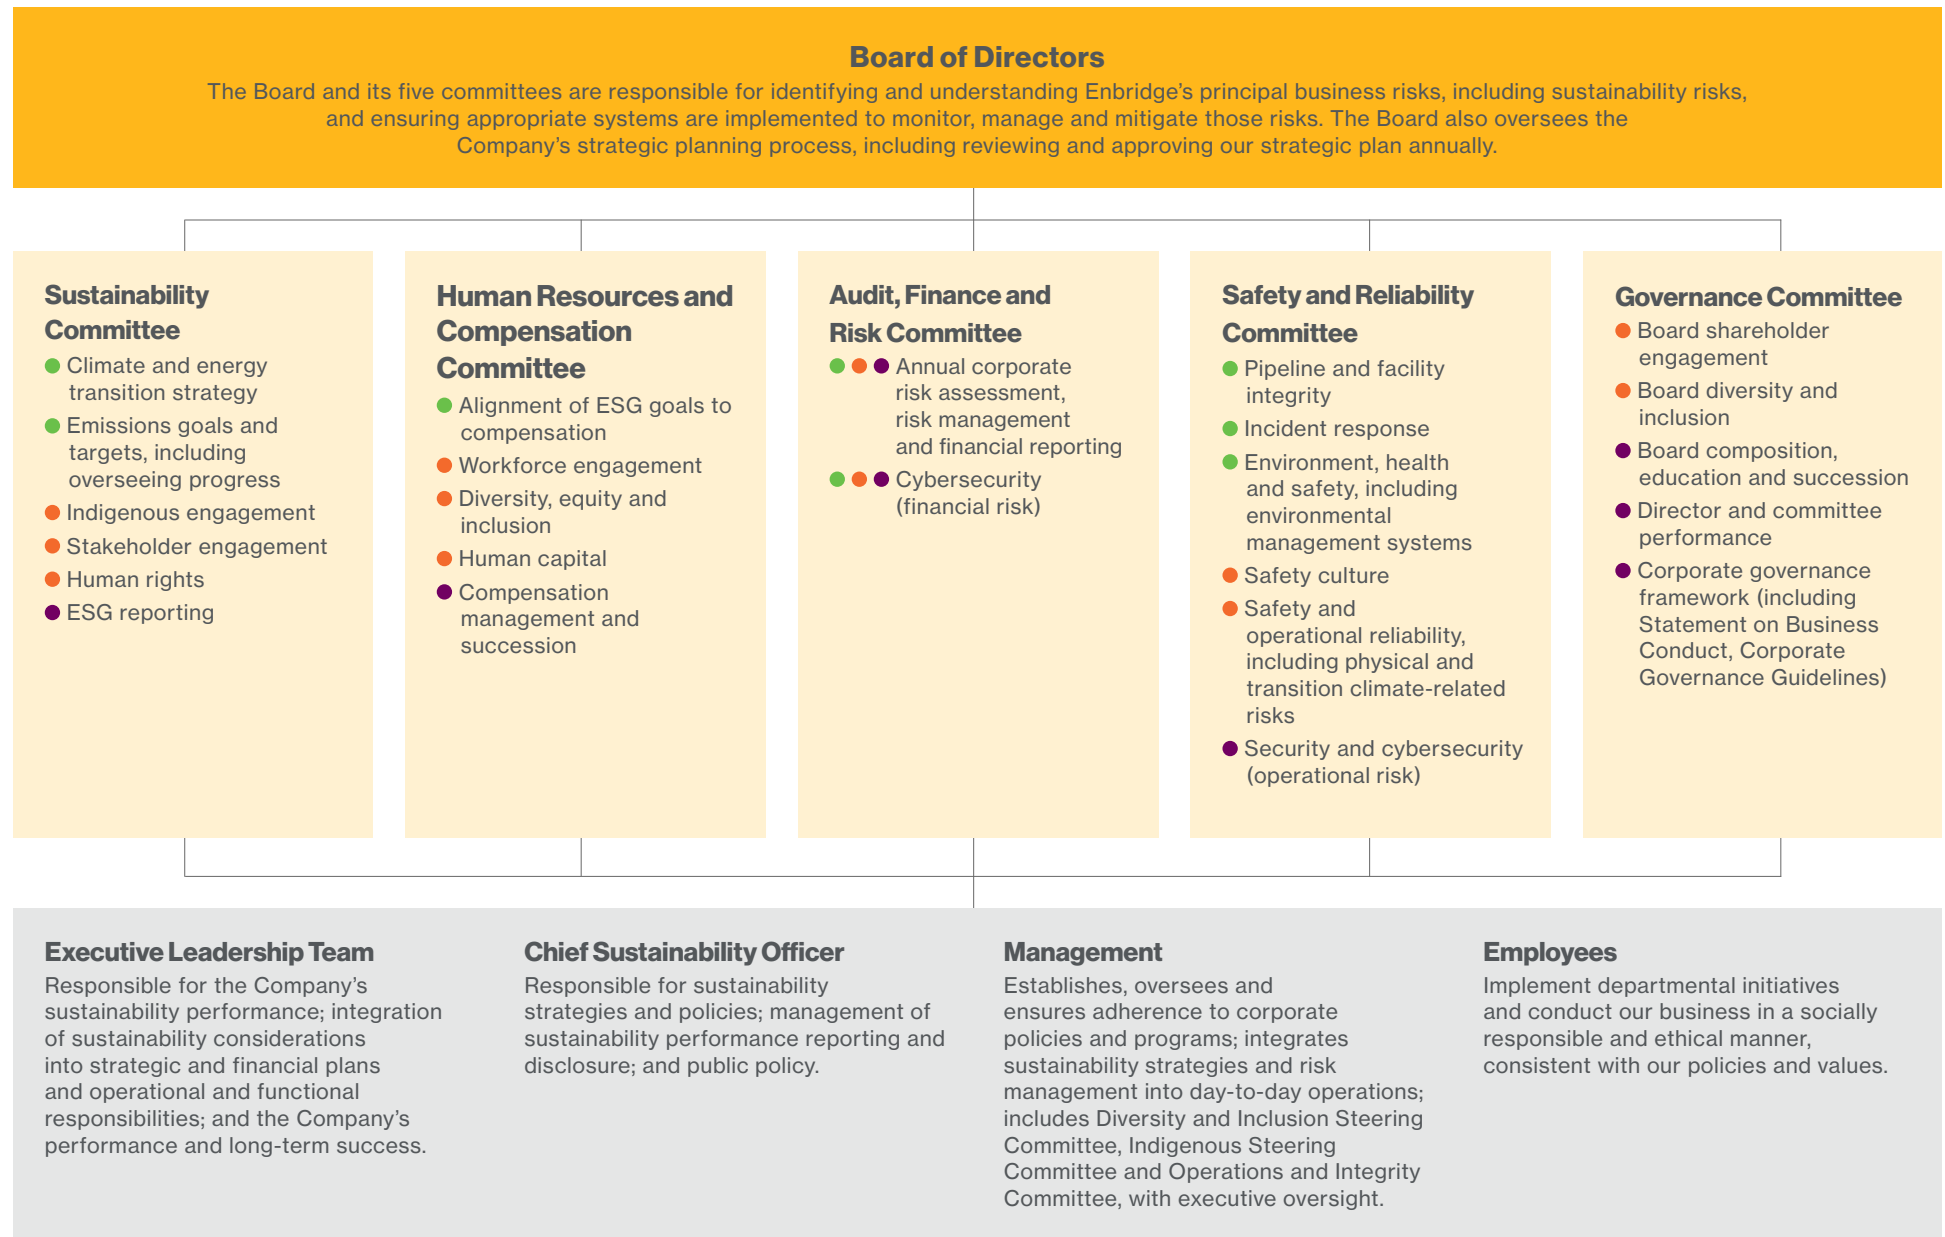 Board of Directors
The Board and its five committees are responsible for identifying and understanding Enbridge’s principal business risks, including sustainability risks,
and ensuring appropriate systems are implemented to monitor, manage and mitigate those risks. The Board also oversees the
Company’s strategic planning process, including reviewing and approving our strategic plan annually.
Sustainability
Committee
Climate and energy
transition strategy
Emissions goals and
targets, including
overseeing progress
Indigenous engagement
Stakeholder engagement
Human rights
ESG reporting
Human Resources and
Compensation
Committee
Alignment of ESG goals to
compensation
Workforce engagement
Diversity, equity and
inclusion
Human capital
Compensation
management and
succession
Audit, Finance and
Risk Committee
Annual corporate
risk assessment,
risk management
and financial reporting
Cybersecurity
(financial risk)
Safety and Reliability
Committee
Pipeline and facility
integrity
Incident response
Environment, health
and safety, including
environmental
management systems
Safety culture
Safety and
operational reliability,
including physical and
transition climate-related
risks
Security and cybersecurity
(operational risk)
Governance Committee
Board shareholder
engagement
Board diversity and
inclusion
Board composition,
education and succession
Director and committee
performance
Corporate governance
framework (including
Statement on Business
Conduct, Corporate
Governance Guidelines)
Executive Leadership Team
Responsible for the Company’s
sustainability performance; integration
of sustainability considerations
into strategic and financial plans
and operational and functional
responsibilities; and the Company’s
performance and long-term success.
Chief Sustainability Officer
Responsible for sustainability
strategies and policies; management of
sustainability performance reporting and
disclosure; and public policy.
Management
Establishes, oversees and
ensures adherence to corporate
policies and programs; integrates
sustainability strategies and risk
management into day-to-day operations;
includes Diversity and Inclusion Steering
Committee, Indigenous Steering
Committee and Operations and Integrity
Committee, with executive oversight.
Employees
Implement departmental initiatives
and conduct our business in a socially
responsible and ethical manner,
consistent with our policies and values.